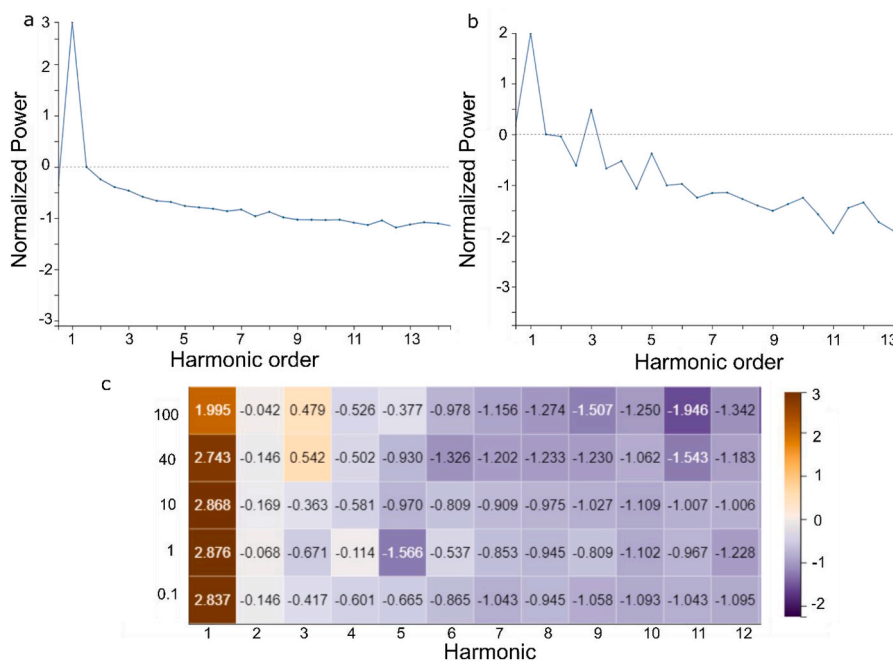 a
3
1
0
-1
-2
-3
Normalized Power
1 3 5 7 9 11 13
Harmonic order
b
2
1
0
-1
-2
-3
Normalized Power
1 3 5 7 9 11 13
Harmonic order
c
100 1.995 -0.042 0.479 -0.526 -0.377 -0.978 -1.156 -1.274 -1.507 -1.250 -1.946 -1.342
40 2.743 -0.146 0.542 -0.502 -0.930 -1.326 -1.202 -1.233 -1.230 -1.062 -1.543 -1.183
10 2.868 -0.169 -0.363 -0.581 -0.970 -0.809 -0.909 -0.975 -1.027 -1.109 -1.007 -1.006
1 2.876 -0.068 -0.671 -0.114 -1.566 -0.537 -0.853 -0.945 -0.809 -1.102 -0.967 -1.228
0.1 2.837 -0.146 -0.417 -0.601 -0.665 -0.865 -1.043 -0.945 -1.058 -1.093 -1.043 -1.095
1 2 3 4 5 6 7 8 9 10 11 12
Harmonic
3
2
1
0
-1
-2